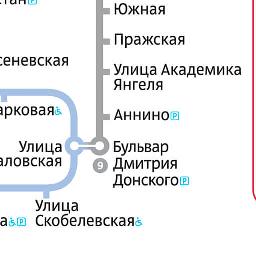 Южная
Пражская
Улица Академика
Янгеля
Аннино P
Улица
Бульвар
Дмитрия
Донского P
9
Улица
Скобелевская